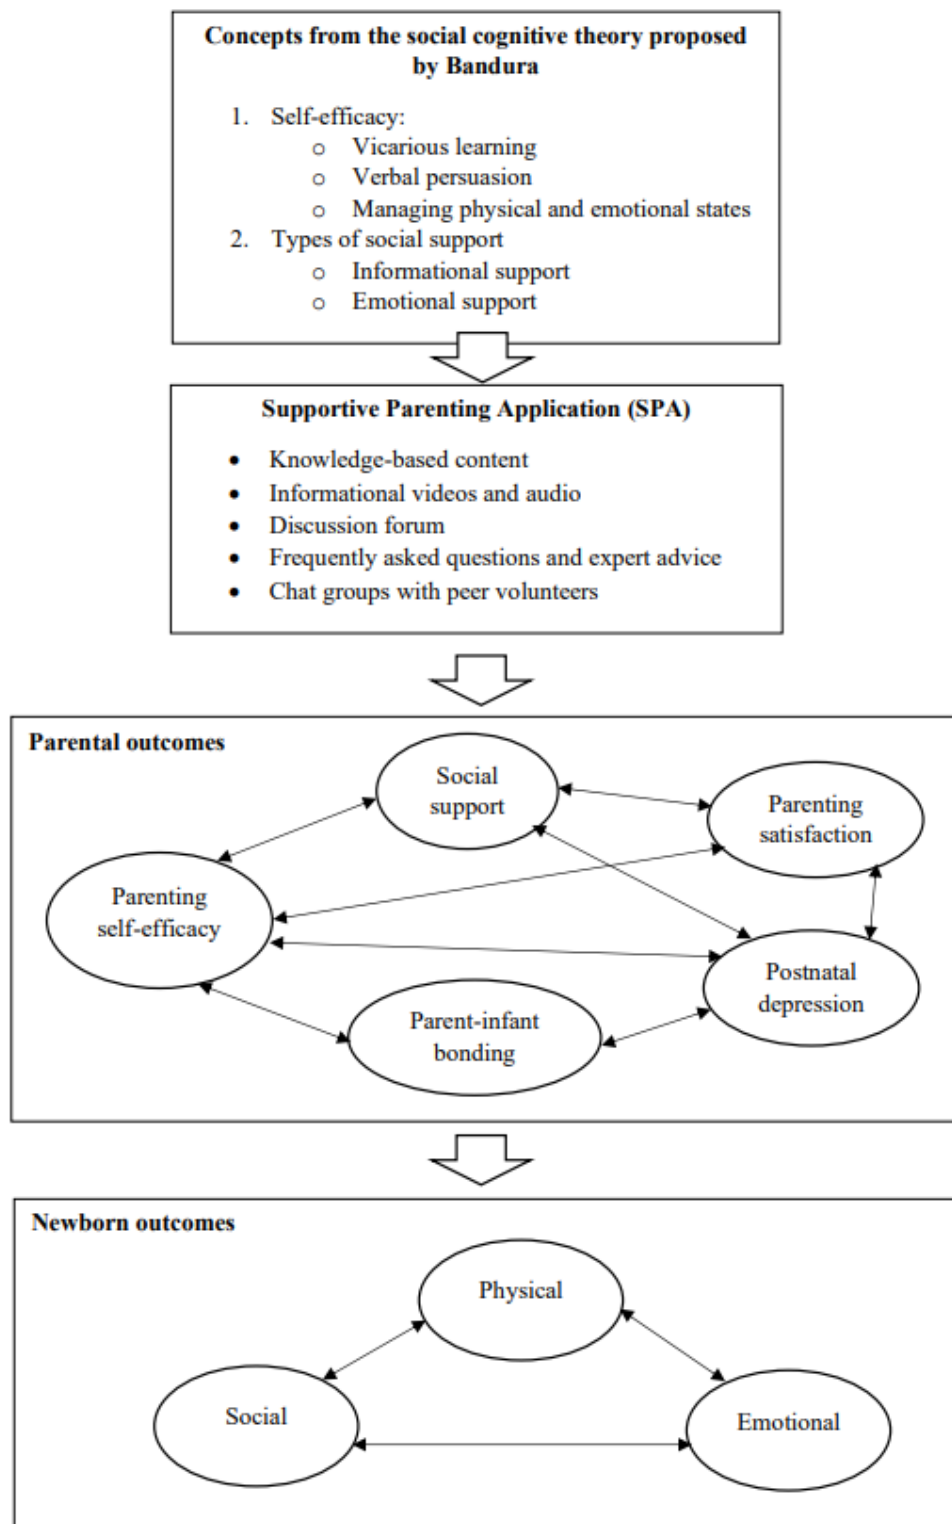 Concepts from the social cognitive theory proposed
by Bandura
1. Self-efficacy:
o Vicarious learning
o Verbal persuasion
o Managing physical and emotional states
2. Types of social support
o Informational support
o Emotional support
Supportive Parenting Application (SPA)
• Knowledge-based content
• Informational videos and audio
• Discussion forum
• Frequently asked questions and expert advice
• Chat groups with peer volunteers
Parental outcomes
Social
support
Parenting
satisfaction
Parenting
self-efficacy
Postnatal
depression
Parent-infant
bonding
Newborn outcomes
Physical
Social
Emotional